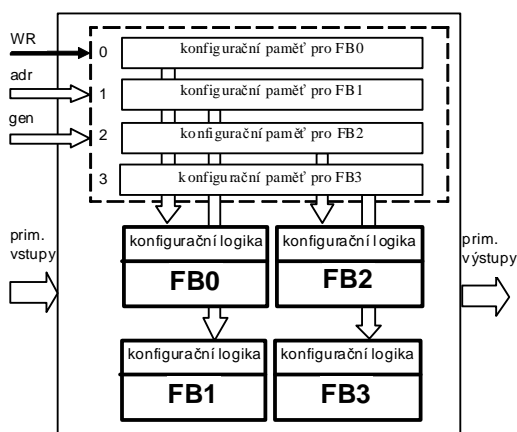 WR
adr
gen
0 konfigurační paměť pro FB0
1 konfigurační paměť pro FB1
2 konfigurační paměť pro FB2
3 konfigurační paměť pro FB3
prim.
vstupy
konfigurační logika
FB0
konfigurační logika
FB2
prim.
výstupy
konfigurační logika
FB1
konfigurační logika
FB3